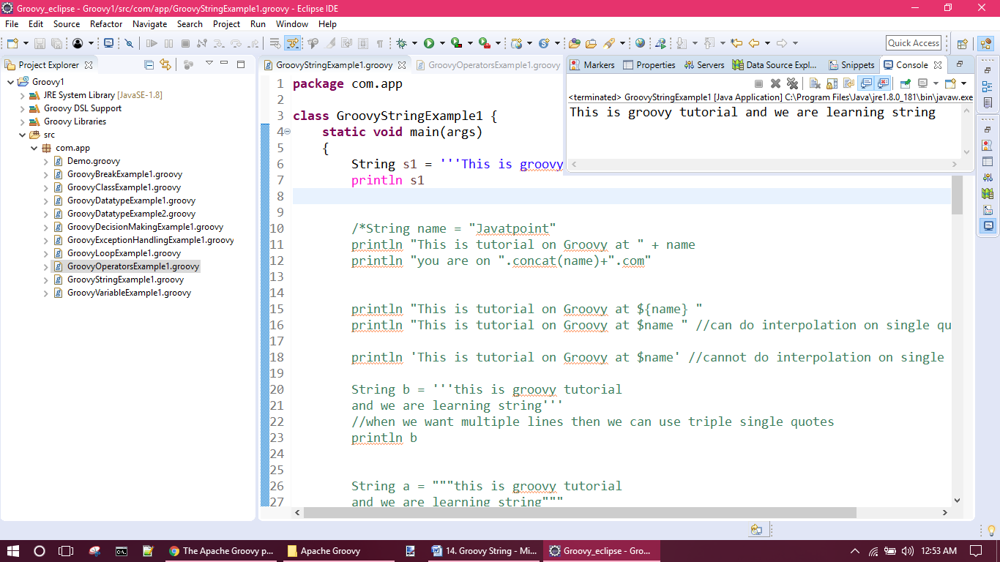 Groovy_eclipse - Groovy1/src/com/app/GroovyStringExample1.groovy - Eclipse IDE
File Edit Source Refactor Navigate Search Project Run Window Help
Quick Access
Project Explorer
Groovy1
JRE System Library [JavaSE-1.8]
Groovy DSL Support
Groovy Libraries
src
com.app
Demo.groovy
GroovyBreakExample1.groovy
GroovyClassExample1.groovy
GroovyDatatypeExample1.groovy
GroovyDatatypeExample2.groovy
GroovyDecisionMakingExample1.groovy
GroovyExceptionHandlingExample1.groovy
GroovyLoopExample1.groovy
GroovyOperatorsExample1.groovy
GroovyStringExample1.groovy
GroovyVariableExample1.groovy
GroovyStringExample1.groovy GroovyOperatorsExample1.groovy
1 package com.app
2
3 class GroovyStringExample1 {
4 static void main(args)
5 {
6 String s1 = '''This is groovy
7 println s1
8
9
10 /*String name = "Javatpoint"
11 println "This is tutorial on Groovy at " + name
12 println "you are on ".concat(name)+".com"
13
14
15 println "This is tutorial on Groovy at ${name} "
16 println "This is tutorial on Groovy at $name " //can do interpolation on single qu
17
18 println 'This is tutorial on Groovy at $name' //cannot do interpolation on single
19
20 String b = '''this is groovy tutorial
21 and we are learning string'''
22 //when we want multiple lines then we can use triple single quotes
23 println b
24
25
26 String a = """this is groovy tutorial
27 and we are learning string"""
Markers Properties Servers Data Source Expl... Snippets Console
<terminated> GroovyStringExample1 [Java Application] C:\Program Files\Java\jre1.8.0_181\bin\javaw.exe
This is groovy tutorial and we are learning string
The Apache Groovy p... Apache Groovy 14. Groovy String - Mi... Groovy_eclipse - Gro... 12:53 AM